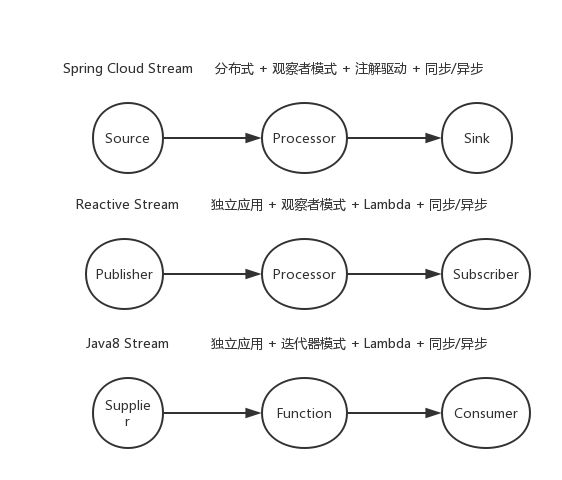 Spring Cloud Stream 分布式 + 观察者模式 + 注解驱动 + 同步/异步
Source Processor Sink
Reactive Stream 独立应用 + 观察者模式 + Lambda + 同步/异步
Publisher Processor Subscriber
Java8 Stream 独立应用 + 迭代器模式 + Lambda + 同步/异步
Supplie
r
Function Consumer